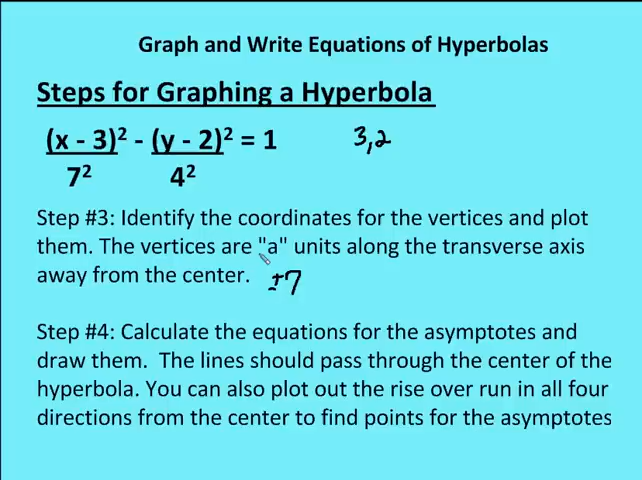 Graph and Write Equations of Hyperbolas
Steps for Graphing a Hyperbola
(x - 3)² - (y - 2)² = 1 3,2
7² 4²
Step #3: Identify the coordinates for the vertices and plot
them. The vertices are "a" units along the transverse axis
away from the center. ±7
Step #4: Calculate the equations for the asymptotes and
draw them. The lines should pass through the center of the
hyperbola. You can also plot out the rise over run in all four
directions from the center to find points for the asymptotes